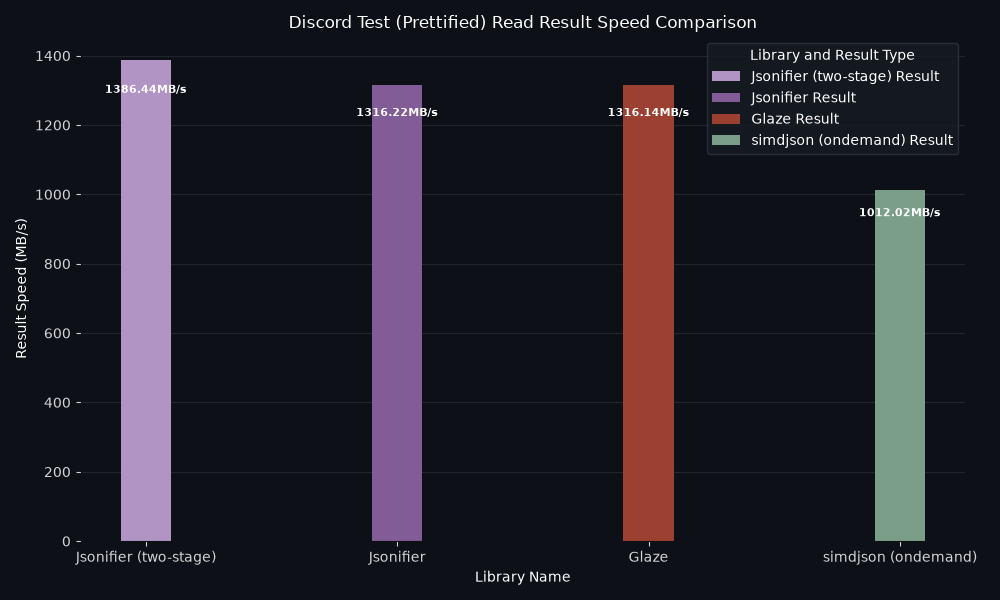 Discord Test (Prettified) Read Result Speed Comparison
Library and Result Type
Jsonifier (two-stage) Result
Jsonifier Result
Glaze Result
simdjson (ondemand) Result
Result Speed (MB/s)
1400
1200
1000
800
600
400
200
0
1386.44MB/s
1316.22MB/s
1316.14MB/s
1012.02MB/s
Jsonifier (two-stage)
Jsonifier
Glaze
simdjson (ondemand)
Library Name